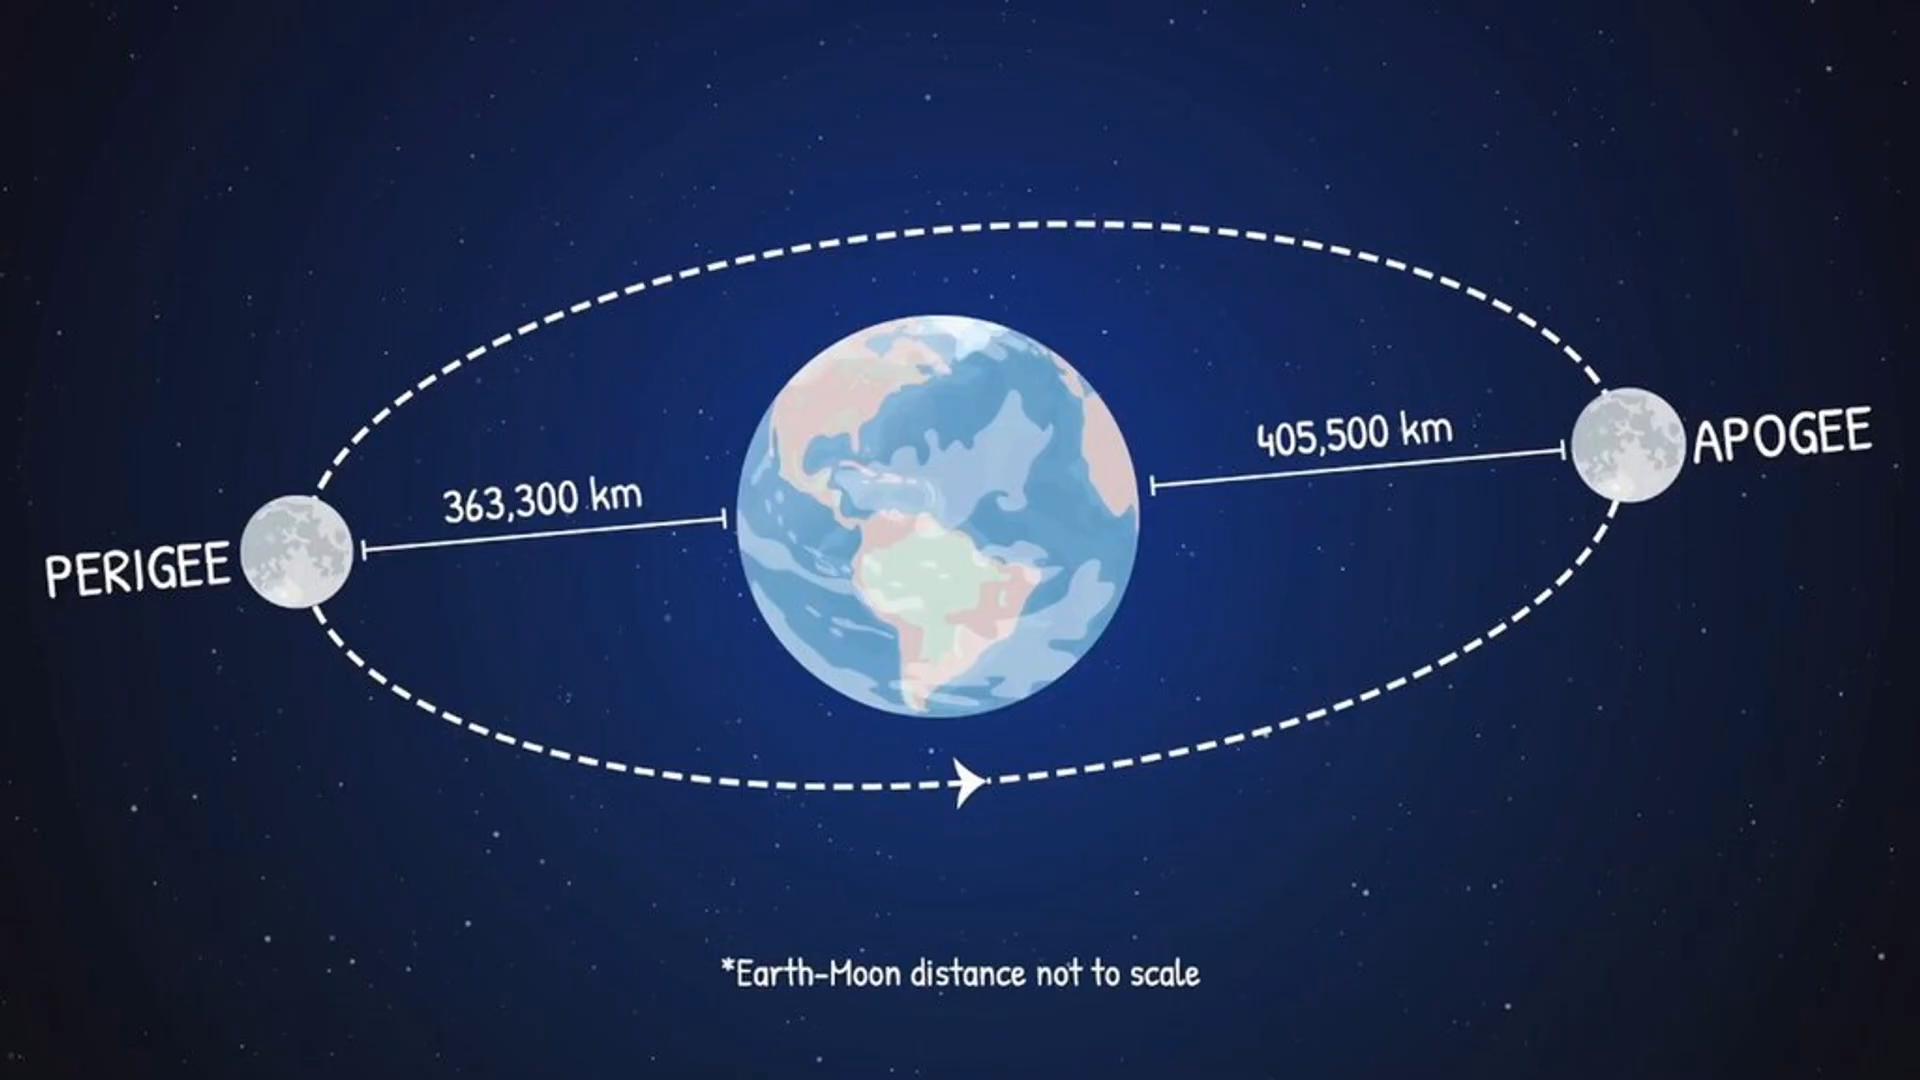 405,500 km
APOGEE
363,300 km
PERIGEE
*Earth-Moon distance not to scale